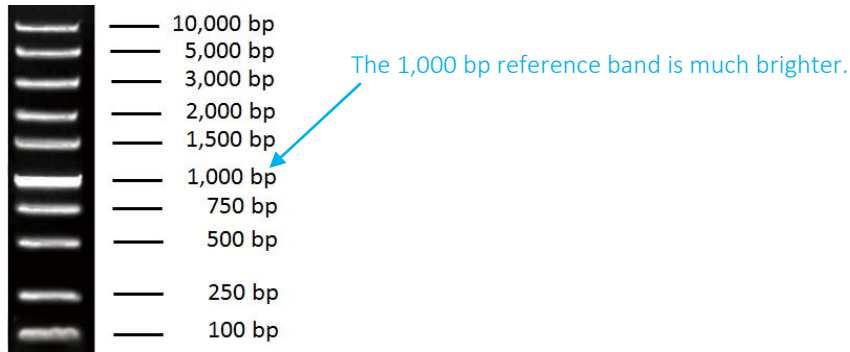 10,000 bp
5,000 bp
The 1,000 bp reference band is much brighter.
3,000 bp
2,000 bp
1,500 bp
1,000 bp
750 bp
500 bp
250 bp
100 bp